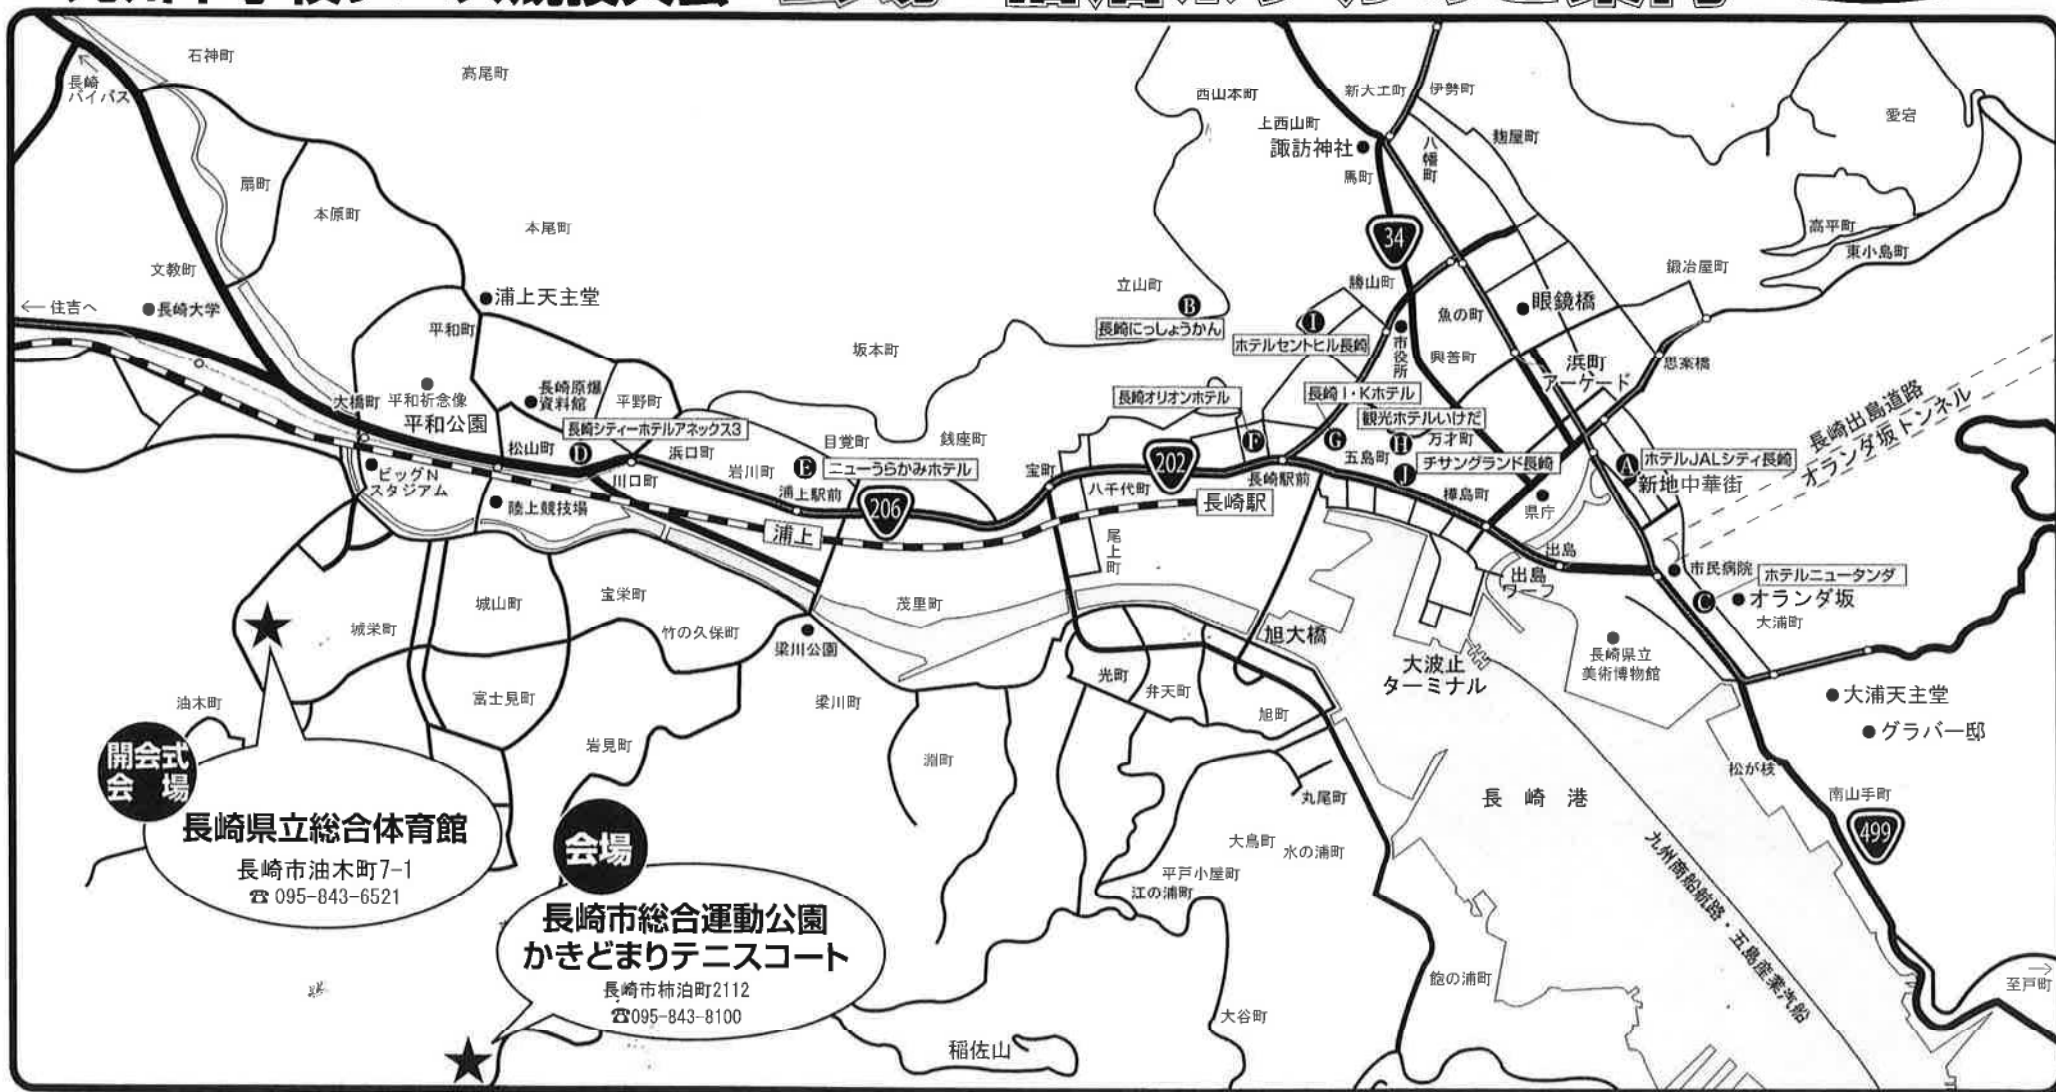 石神町
高尾町
長崎
バイパス
西山本町
新大工町
伊勢町
愛宕
上西山町
諏訪神社
馬町
八幡町
麹屋町
扇町
本原町
本尾町
34
高平町
東小島町
文教町
← 住吉へ
長崎大学
浦上天主堂
平和町
立山町
B
長崎にっしょうかん
勝山町
鍛冶屋町
眼鏡橋
魚の町
I
ホテルセントヒル長崎
市役所
興善町
浜町
アーケード
思案橋
坂本町
長崎原爆
資料館
平野町
大橋町
平和祈念像
平和公園
長崎シティーホテルアネックス3
松山町
D
浜口町
岩川町
目覚町
銭座町
E
ニューうらかみホテル
浦上駅前
川口町
ビッグN
スタジアム
陸上競技場
浦上
206
宝町
八千代町
202
長崎オリオンホテル
F
長崎駅前
長崎駅
長崎I・Kホテル
G
観光ホテルいけだ
H
万才町
五島町
J
チサングランド長崎
樺島町
県庁
A
ホテルJALシティ長崎
新地中華街
長崎出島道路
オランダ坂トンネル
尾上町
出島
出島
ワーフ
市民病院
ホテルニュータンダ
C
オランダ坂
大浦町
城山町
宝栄町
城栄町
竹の久保町
梁川公園
茂里町
旭大橋
大波止
ターミナル
長崎県立
美術博物館
大浦天主堂
グラバー邸
油木町
富士見町
岩見町
梁川町
光町
弁天町
旭町
淵町
丸尾町
長崎港
松が枝
南山手町
499
開会式
会場
長崎県立総合体育館
長崎市油木町7-1
☎ 095-843-6521
会場
長崎市総合運動公園
かきどまりテニスコート
長崎市柿泊町2112
☎095-843-8100
大鳥町
水の浦町
平戸小屋町
江の浦町
九州商船航路・五島産業汽船
飽の浦町
大谷町
稲佐山
→
至戸町